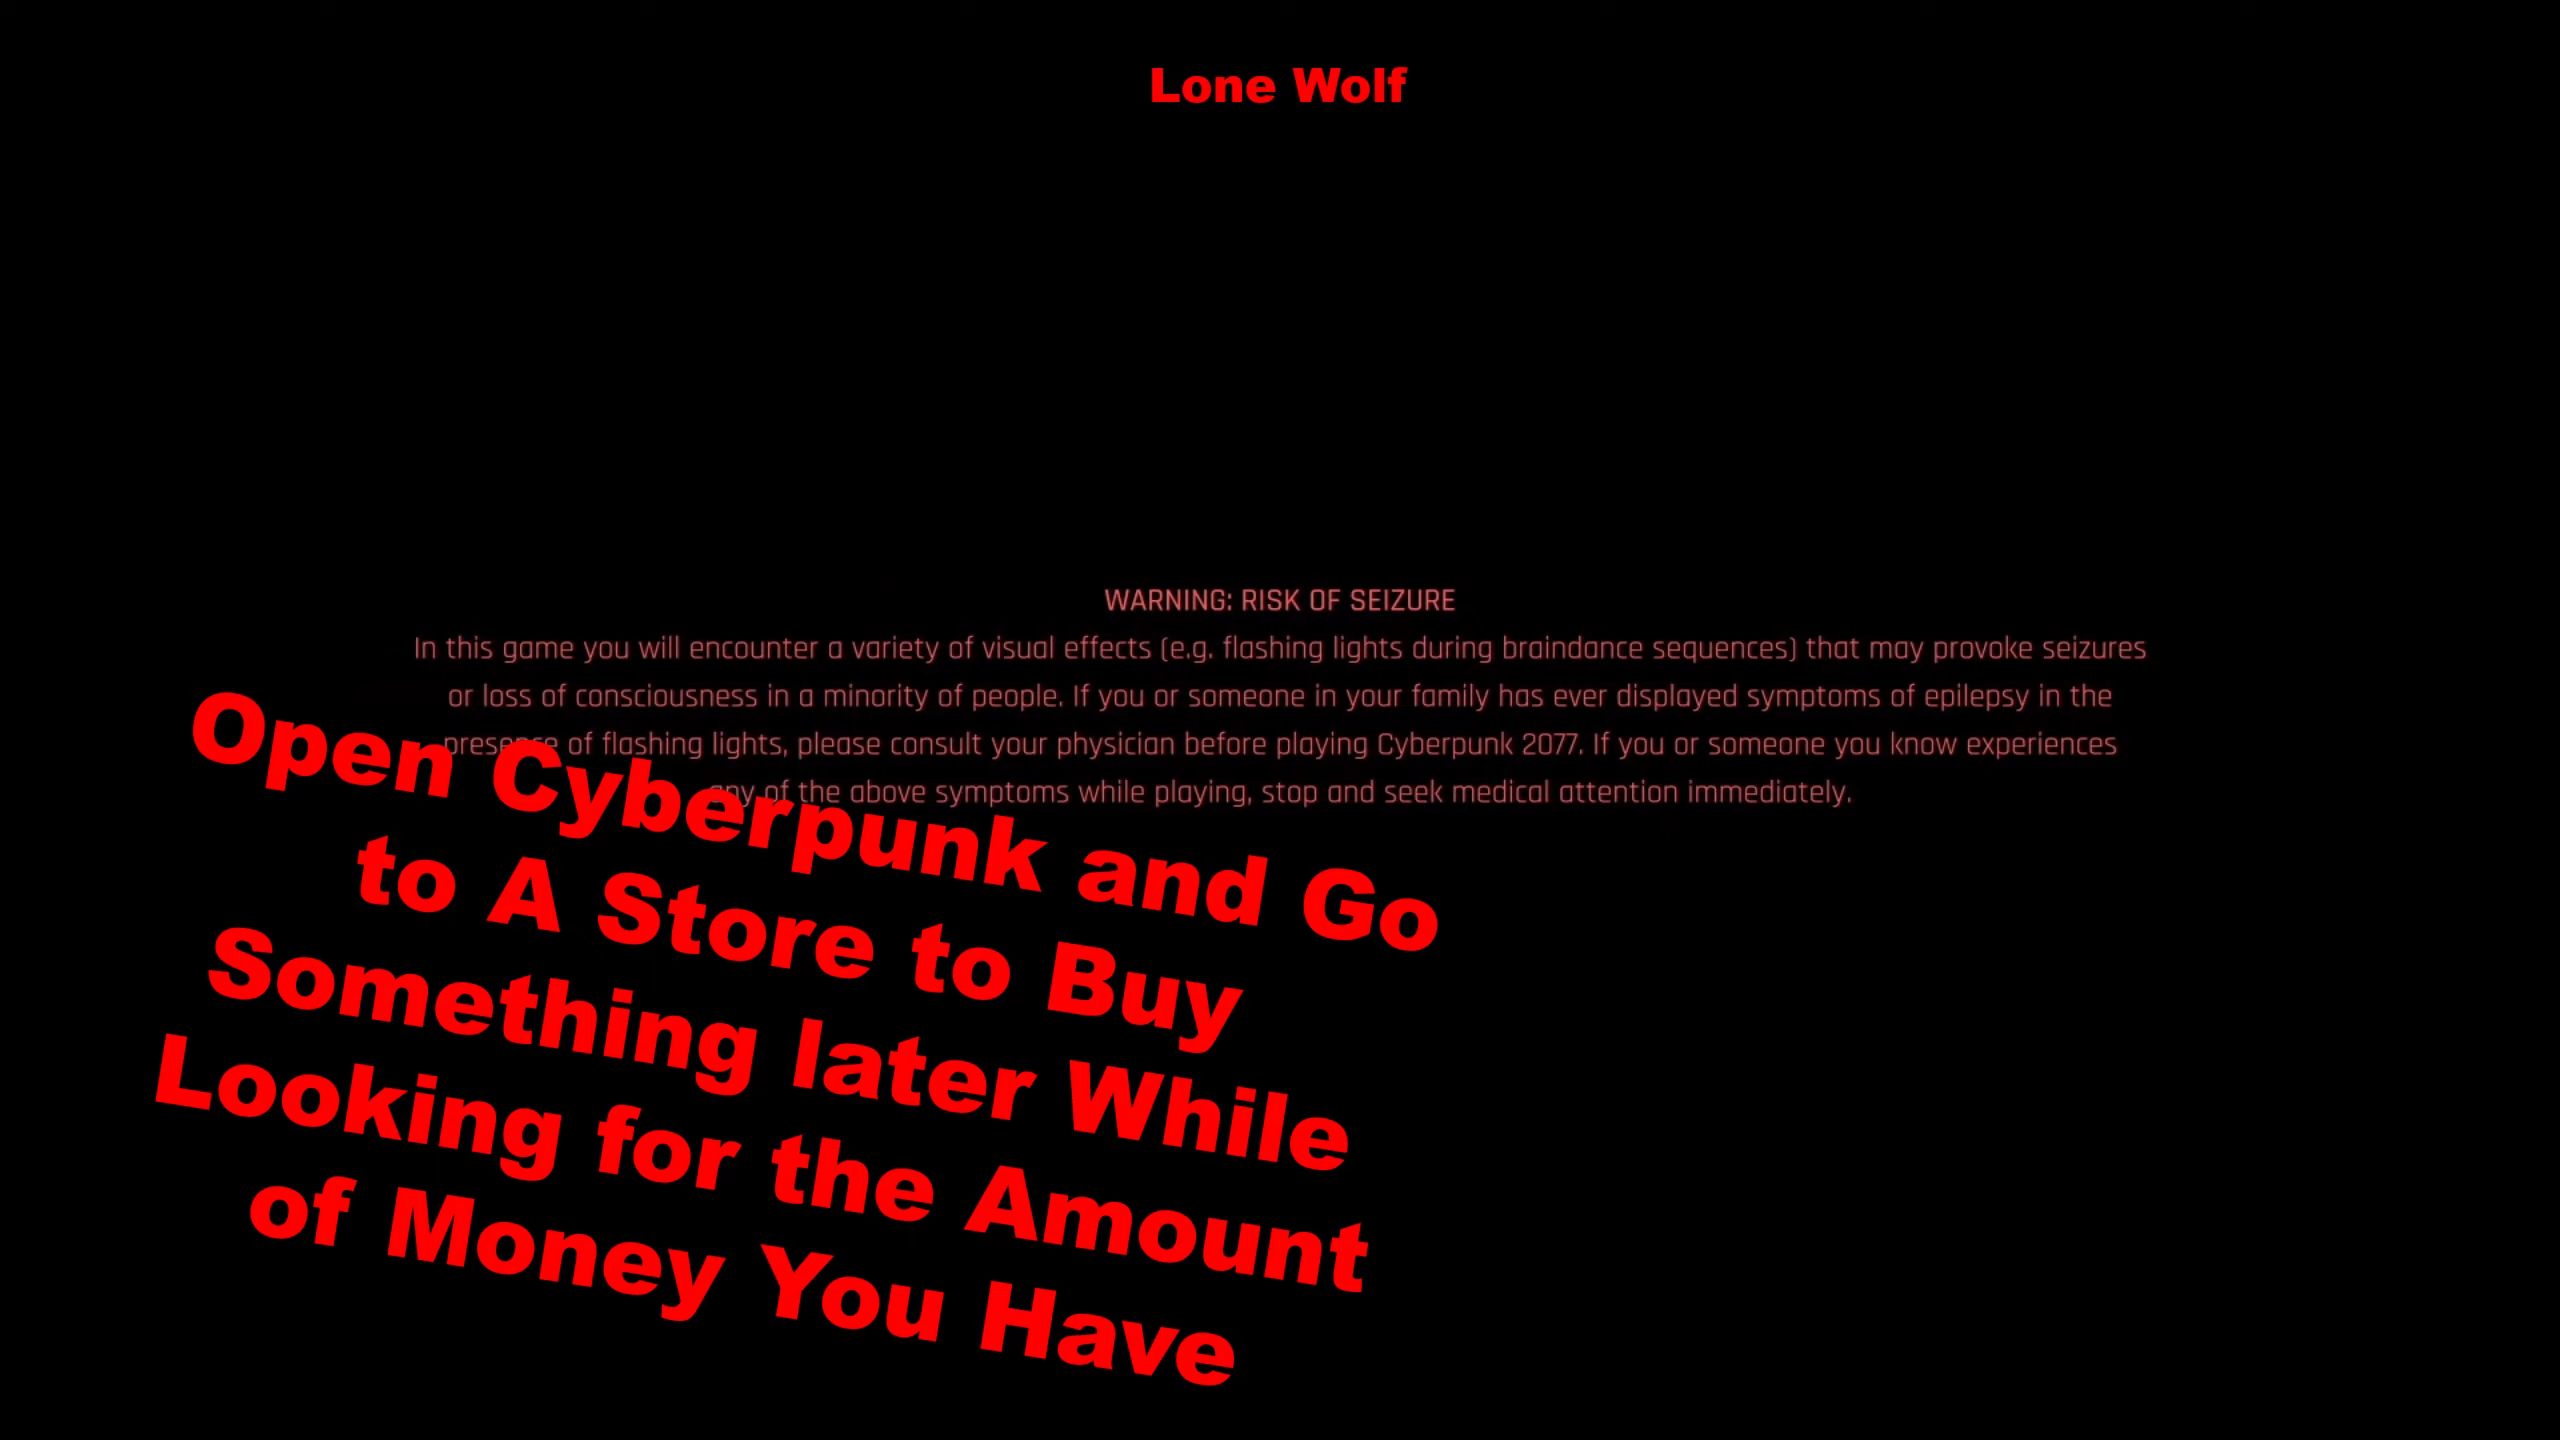 Lone Wolf
WARNING: RISK OF SEIZURE
In this game you will encounter a variety of visual effects (e.g. flashing lights during braindance sequences) that may provoke seizures
or loss of consciousness in a minority of people. If you or someone in your family has ever displayed symptoms of epilepsy in the
presence of flashing lights, please consult your physician before playing Cyberpunk 2077. If you or someone you know experiences
any of the above symptoms while playing, stop and seek medical attention immediately.
Open Cyberpunk and Go
to A Store to Buy
Something later While
Looking for the Amount
of Money You Have